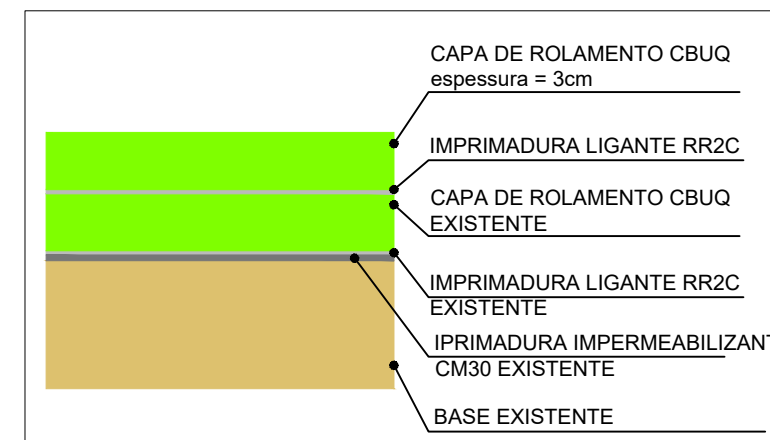 CAPA DE ROLAMENTO CBUQ
espessura = 3cm
IMPRIMADURA LIGANTE RR2C
CAPA DE ROLAMENTO CBUQ
EXISTENTE
IMPRIMADURA LIGANTE RR2C
EXISTENTE
IPRIMADURA IMPERMEABILIZANT
CM30 EXISTENTE
BASE EXISTENTE